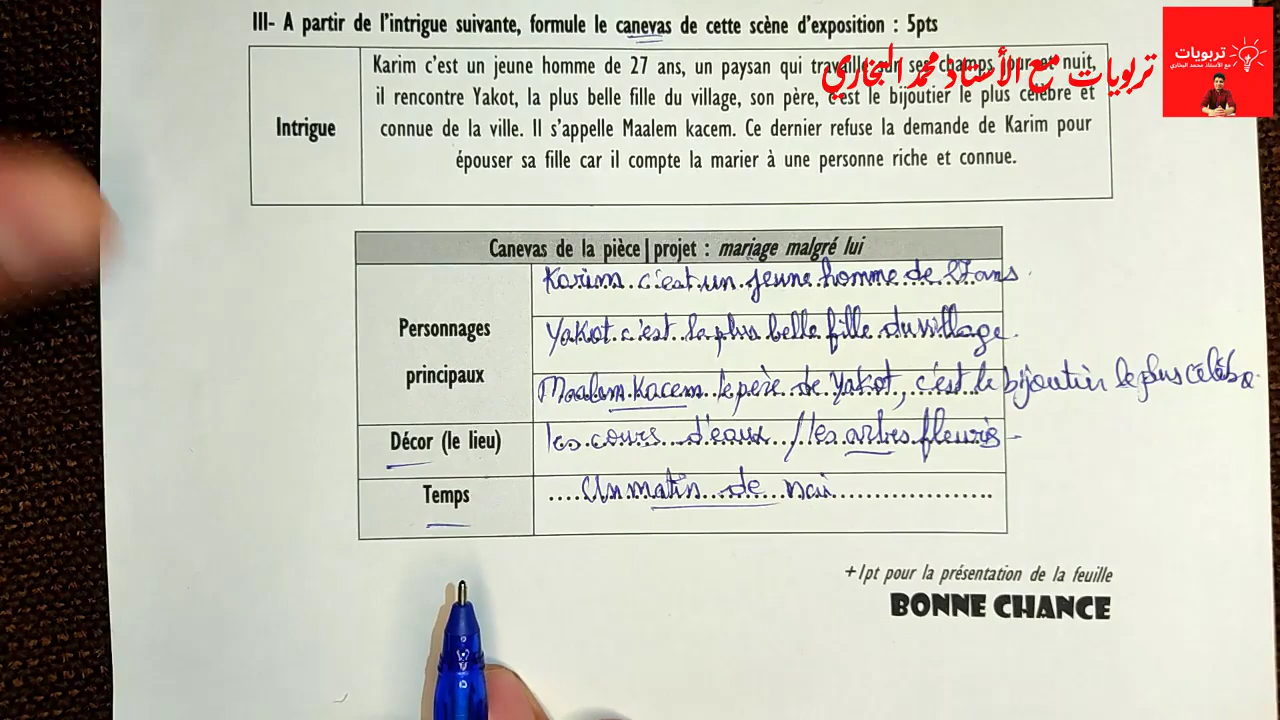 III- A partir de l'intrigue suivante, formule le canevas de cette scène d'exposition : 5pts
تربويات مع الأستاذ محمد البخاري
تربويات
مع الأستاذ محمد البخاري
Intrigue
Karim c'est un jeune homme de 27 ans, un paysan qui travaille sur ses champs jour et nuit,
il rencontre Yakot, la plus belle fille du village, son père, c'est le bijoutier le plus célèbre et
connue de la ville. Il s'appelle Maalem kacem. Ce dernier refuse la demande de Karim pour
épouser sa fille car il compte la marier à une personne riche et connue.
Canevas de la pièce|projet : mariage malgré lui
Personnages
principaux
Karim c'est un jeune homme de 27 ans.
Yakot c'est la plus belle fille du village.
Maalem Kacem le père de Yakot, c'est le bijoutier le plus célèbre
Décor (le lieu)
les cours d'eaux / les arbres fleuris
Temps
Un matin de mai
+1pt pour la présentation de la feuille
BONNE CHANCE